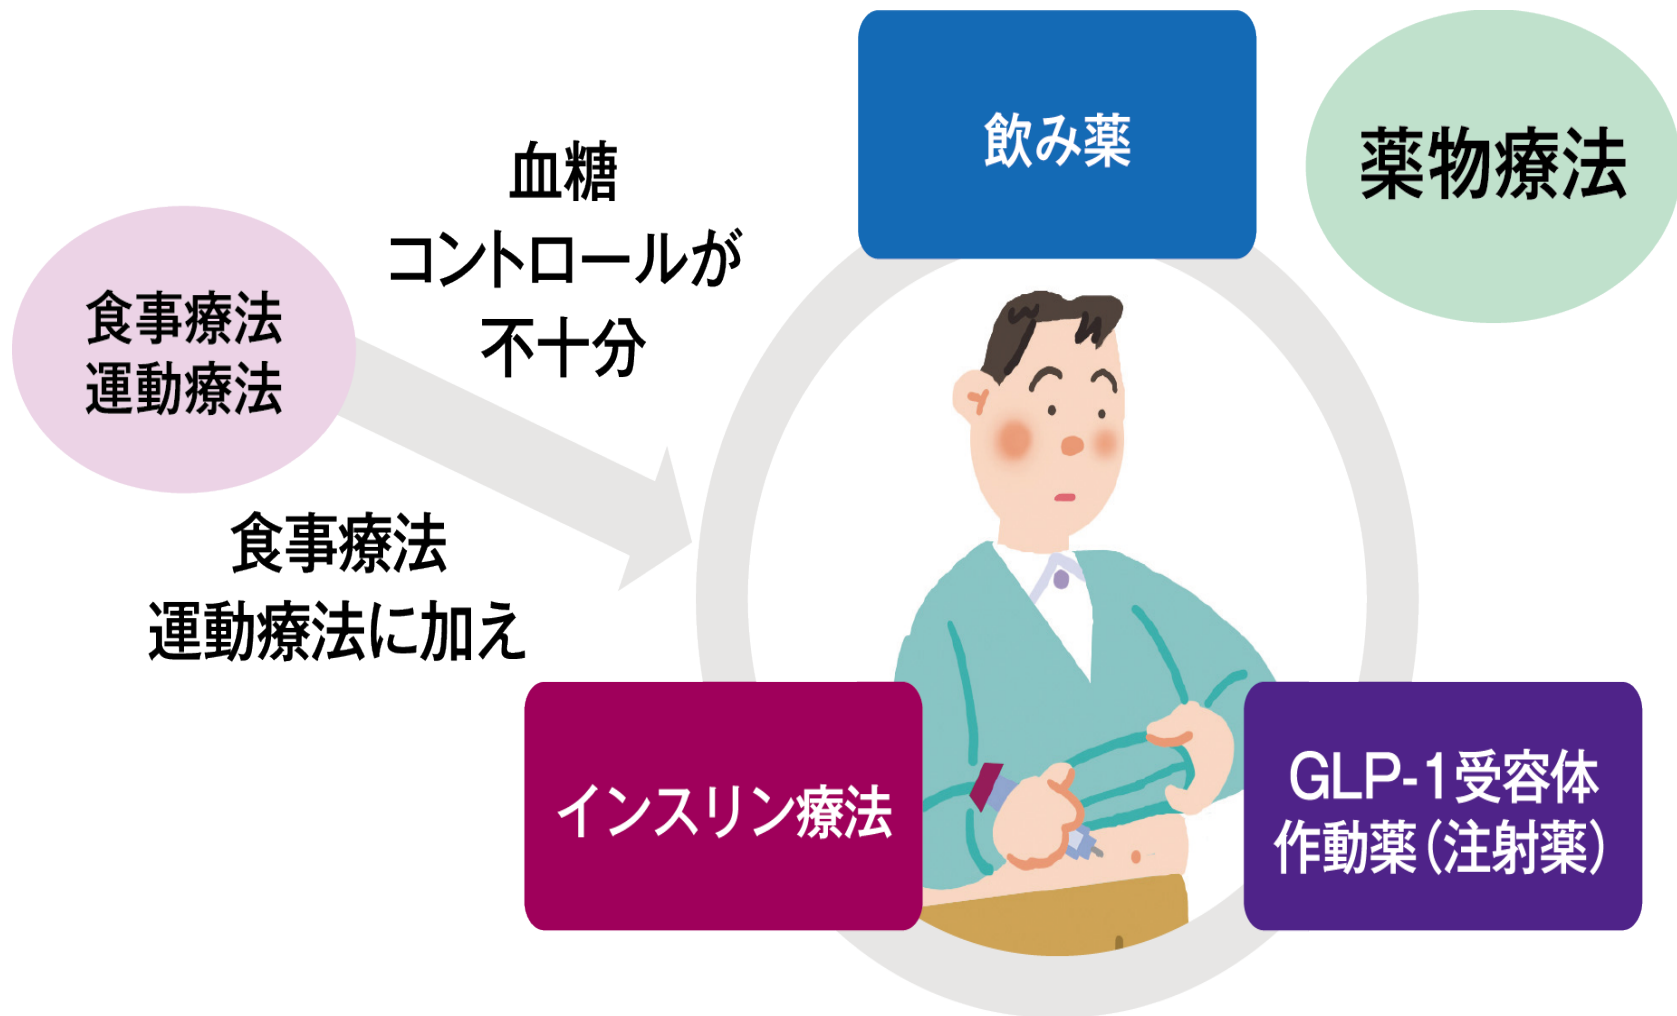 食事療法
運動療法
血糖
コントロールが
不十分
食事療法
運動療法に加え
薬物療法
飲み薬
インスリン療法
GLP-1受容体
作動薬（注射薬）